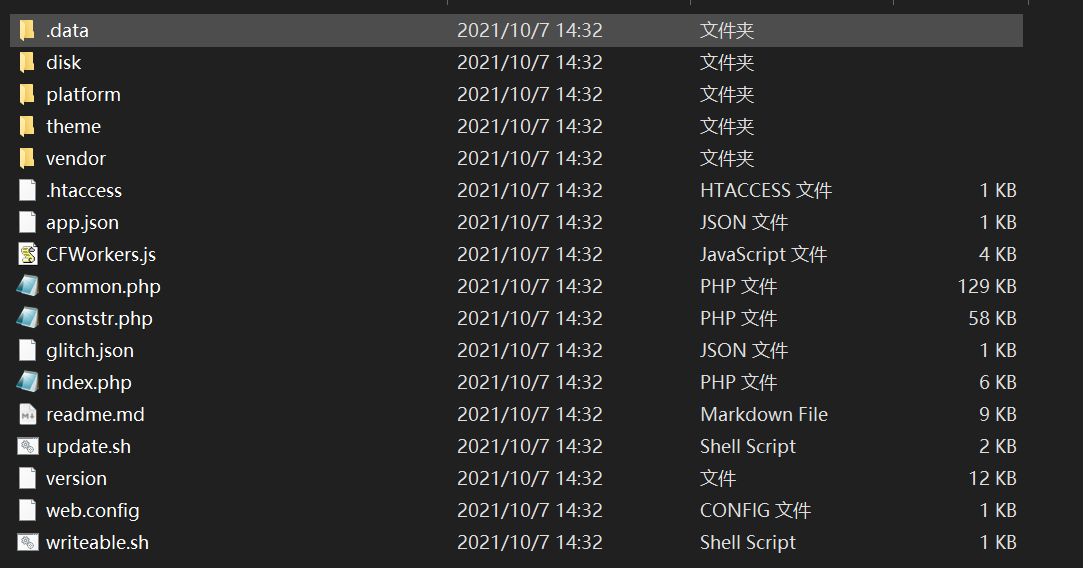 .data 2021/10/7 14:32 文件夹
disk 2021/10/7 14:32 文件夹
platform 2021/10/7 14:32 文件夹
theme 2021/10/7 14:32 文件夹
vendor 2021/10/7 14:32 文件夹
.htaccess 2021/10/7 14:32 HTACCESS 文件 1 KB
app.json 2021/10/7 14:32 JSON 文件 1 KB
CFWorkers.js 2021/10/7 14:32 JavaScript 文件 4 KB
common.php 2021/10/7 14:32 PHP 文件 129 KB
conststr.php 2021/10/7 14:32 PHP 文件 58 KB
glitch.json 2021/10/7 14:32 JSON 文件 1 KB
index.php 2021/10/7 14:32 PHP 文件 6 KB
readme.md 2021/10/7 14:32 Markdown File 9 KB
update.sh 2021/10/7 14:32 Shell Script 2 KB
version 2021/10/7 14:32 文件 12 KB
web.config 2021/10/7 14:32 CONFIG 文件 1 KB
writeable.sh 2021/10/7 14:32 Shell Script 1 KB